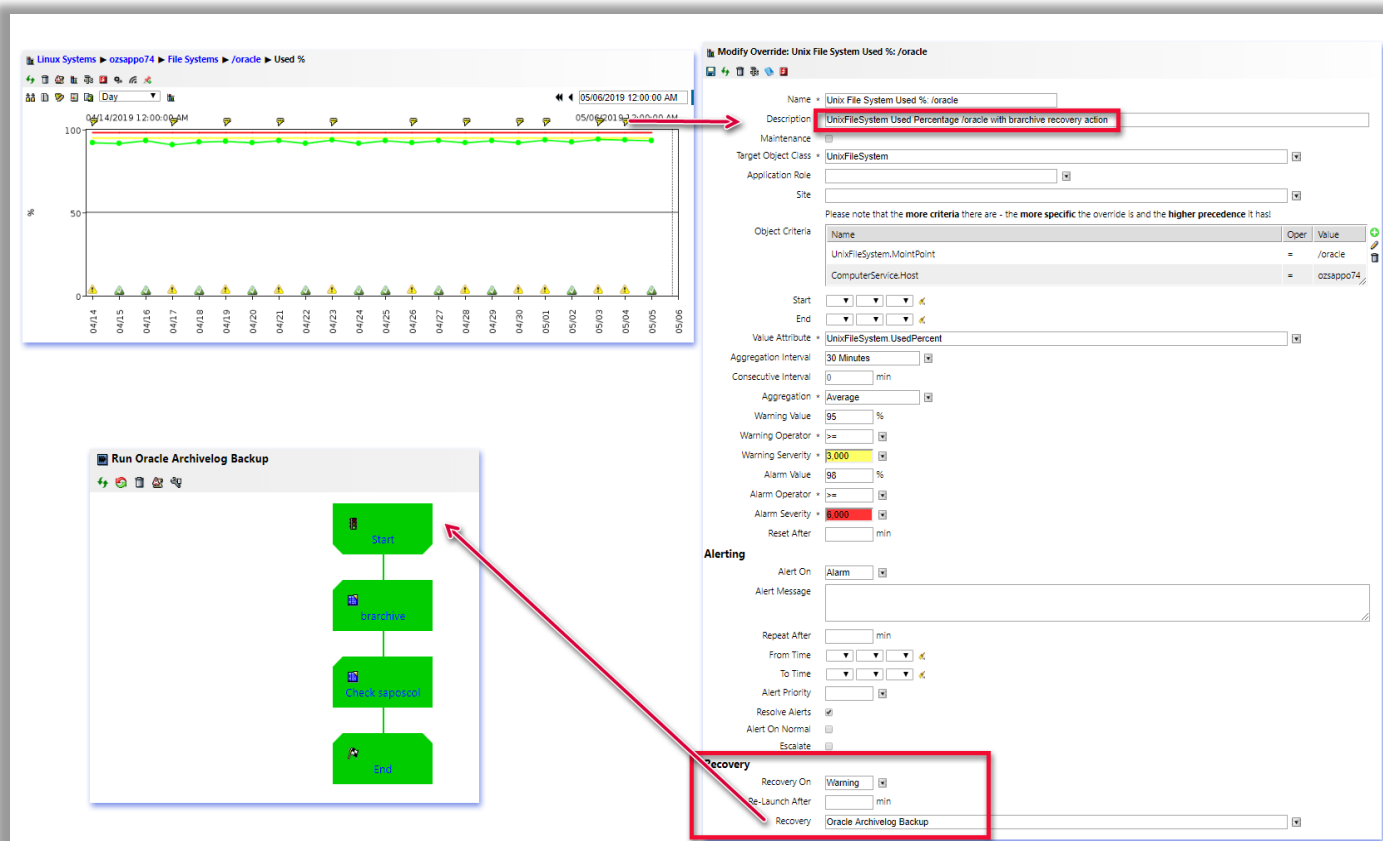 Linux Systems ► ozsappo74 ► File Systems ► /oracle ► Used %
Day
05/06/2019 12:00:00 AM
04/14/2019 12:00:00 AM
05/06/2019 12:00:00 AM
100
%
50
0
04/14
04/15
04/16
04/17
04/18
04/19
04/20
04/21
04/22
04/23
04/24
04/25
04/26
04/27
04/28
04/29
04/30
05/01
05/02
05/03
05/04
05/05
05/06
Run Oracle Archivelog Backup
Start
brarchive
Check saposcol
End
Modify Override: Unix File System Used %: /oracle
Name * Unix File System Used %: /oracle
Description UnixFileSystem Used Percentage /oracle with brarchive recovery action
Maintenance
Target Object Class * UnixFileSystem
Application Role
Site
Please note that the more criteria there are - the more specific the override is and the higher precedence it has!
Object Criteria
Name Oper Value
UnixFileSystem.MointPoint = /oracle
ComputerService.Host = ozsappo74
Start
End
Value Attribute * UnixFileSystem.UsedPercent
Aggregation Interval 30 Minutes
Consecutive Interval 0 min
Aggregation * Average
Warning Value 95 %
Warning Operator * >=
Warning Serverity * 3,000
Alarm Value 98 %
Alarm Operator * >=
Alarm Severity * 6,000
Reset After min
Alerting
Alert On Alarm
Alert Message
Repeat After min
From Time
To Time
Alert Priority
Resolve Alerts
Alert On Normal
Escalate
Recovery
Recovery On Warning
Re-Launch After min
Recovery Oracle Archivelog Backup